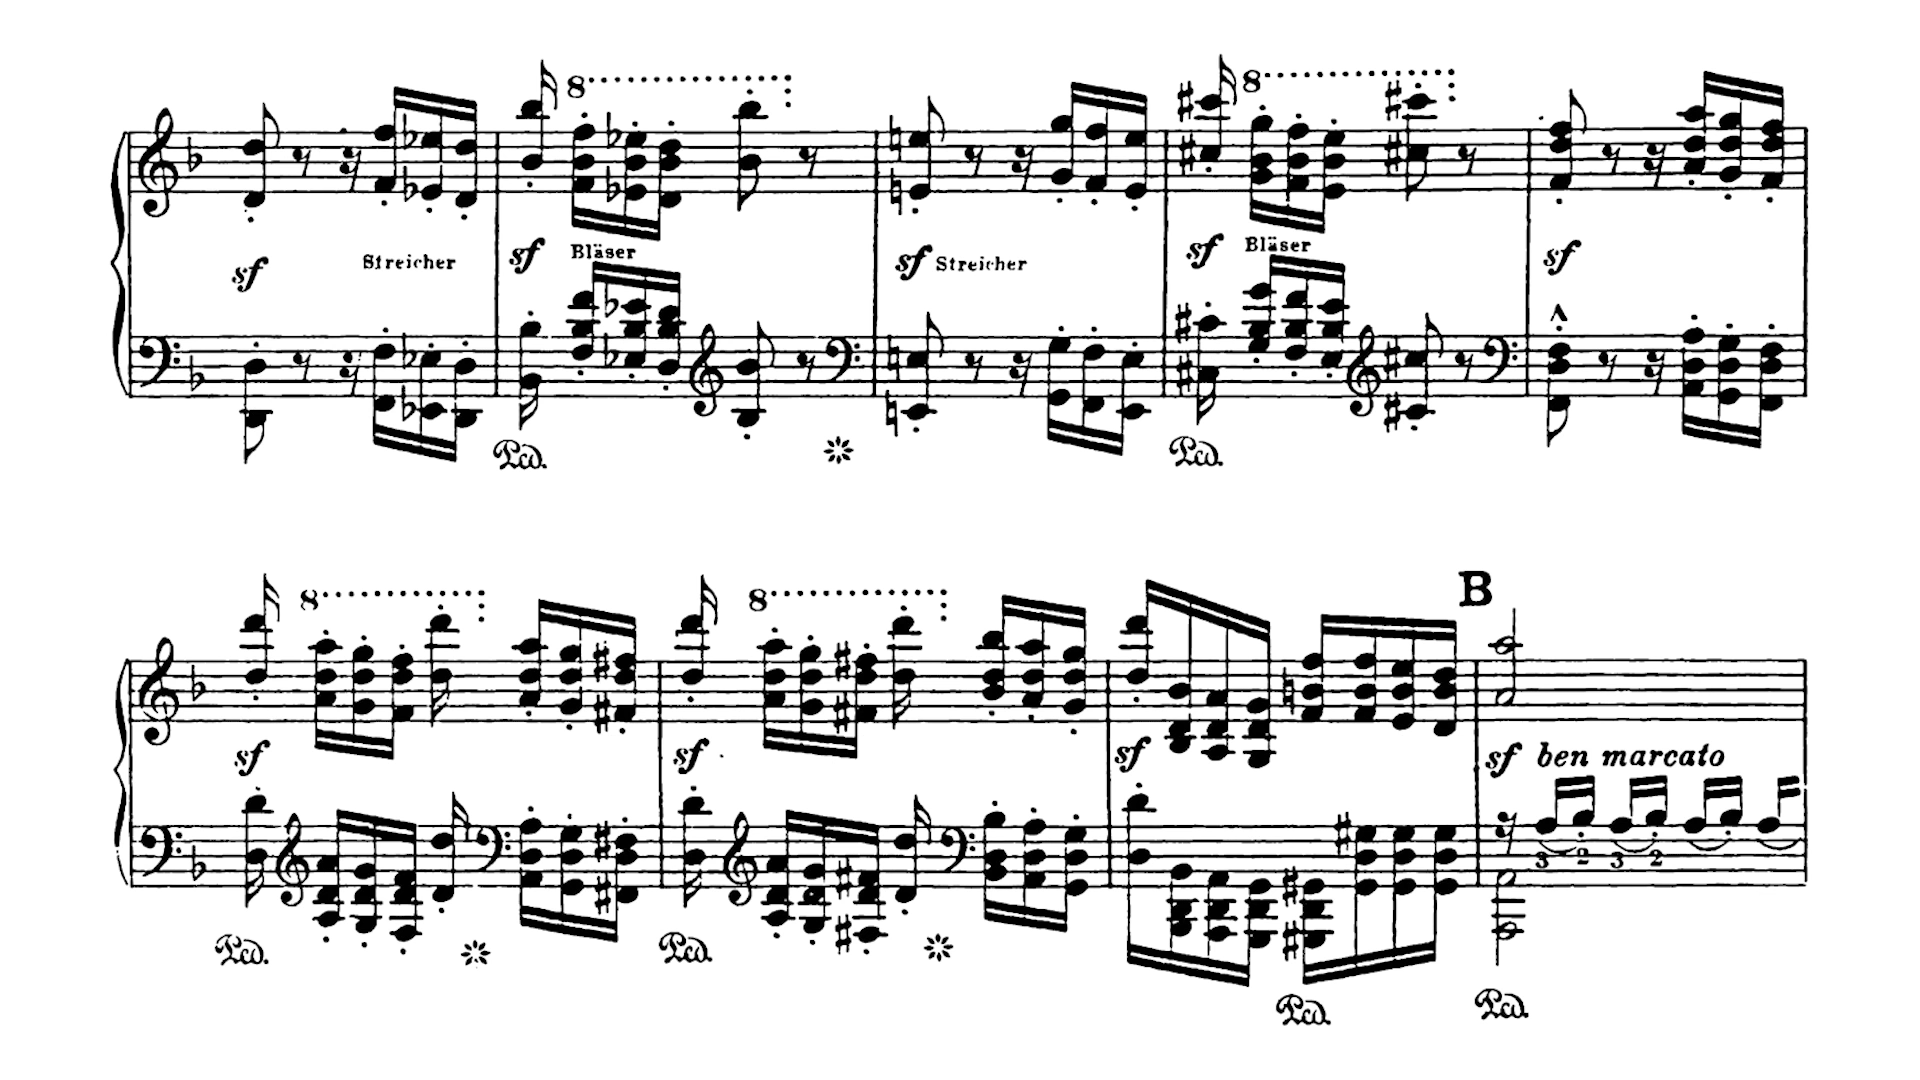 8 8
sf Streicher sf Bläser sf Streicher sf Bläser sf
Ped. Ped.
8 8 B
sf sf sf sf ben marcato
3 2 3 2
Ped. Ped. Ped. Ped.